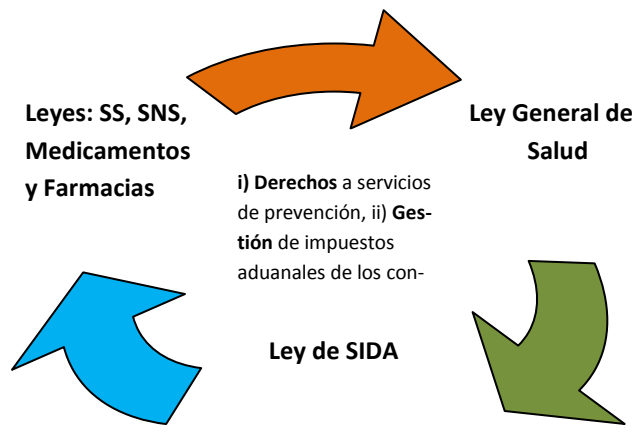 Leyes: SS, SNS,
Medicamentos
y Farmacias
Ley General de
Salud
i) Derechos a servicios
de prevención, ii) Ges-
tión de impuestos
aduanales de los con-
Ley de SIDA